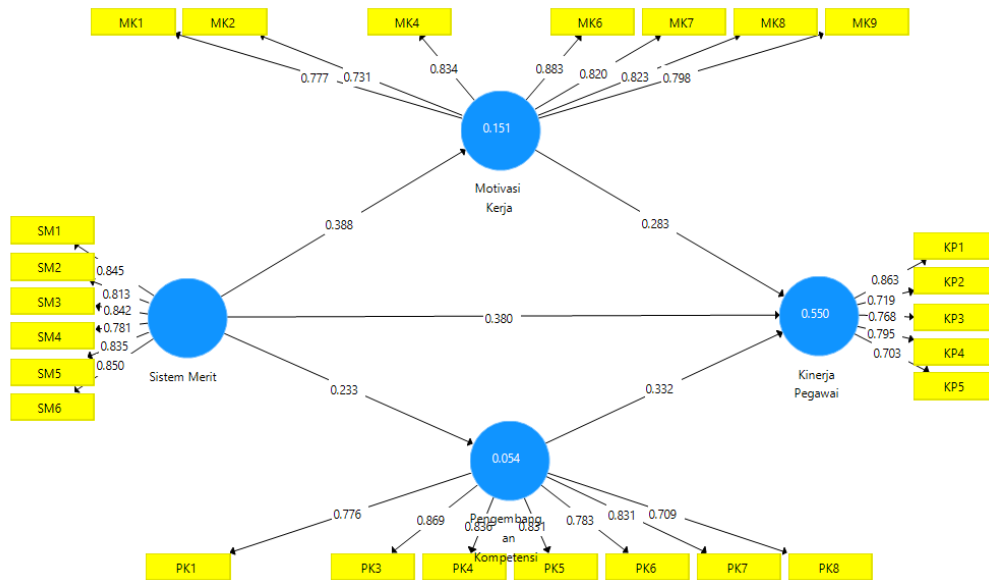 MK1 MK2 MK4 MK6 MK7 MK8 MK9
0.777 0.731 0.834 0.883 0.820 0.823 0.798
0.151
Motivasi
Kerja
0.388
0.283
SM1
SM2
SM3
SM4
SM5
SM6
0.845
0.813
0.842
0.781
0.835
0.850
Sistem Merit
0.380
0.550
Kinerja
Pegawai
0.863
0.719
0.768
0.795
0.703
KP1
KP2
KP3
KP4
KP5
0.233
0.332
0.054
Pengembang
an
Kompetensi
0.776 0.869 0.836 0.831 0.783 0.831 0.709
PK1 PK3 PK4 PK5 PK6 PK7 PK8